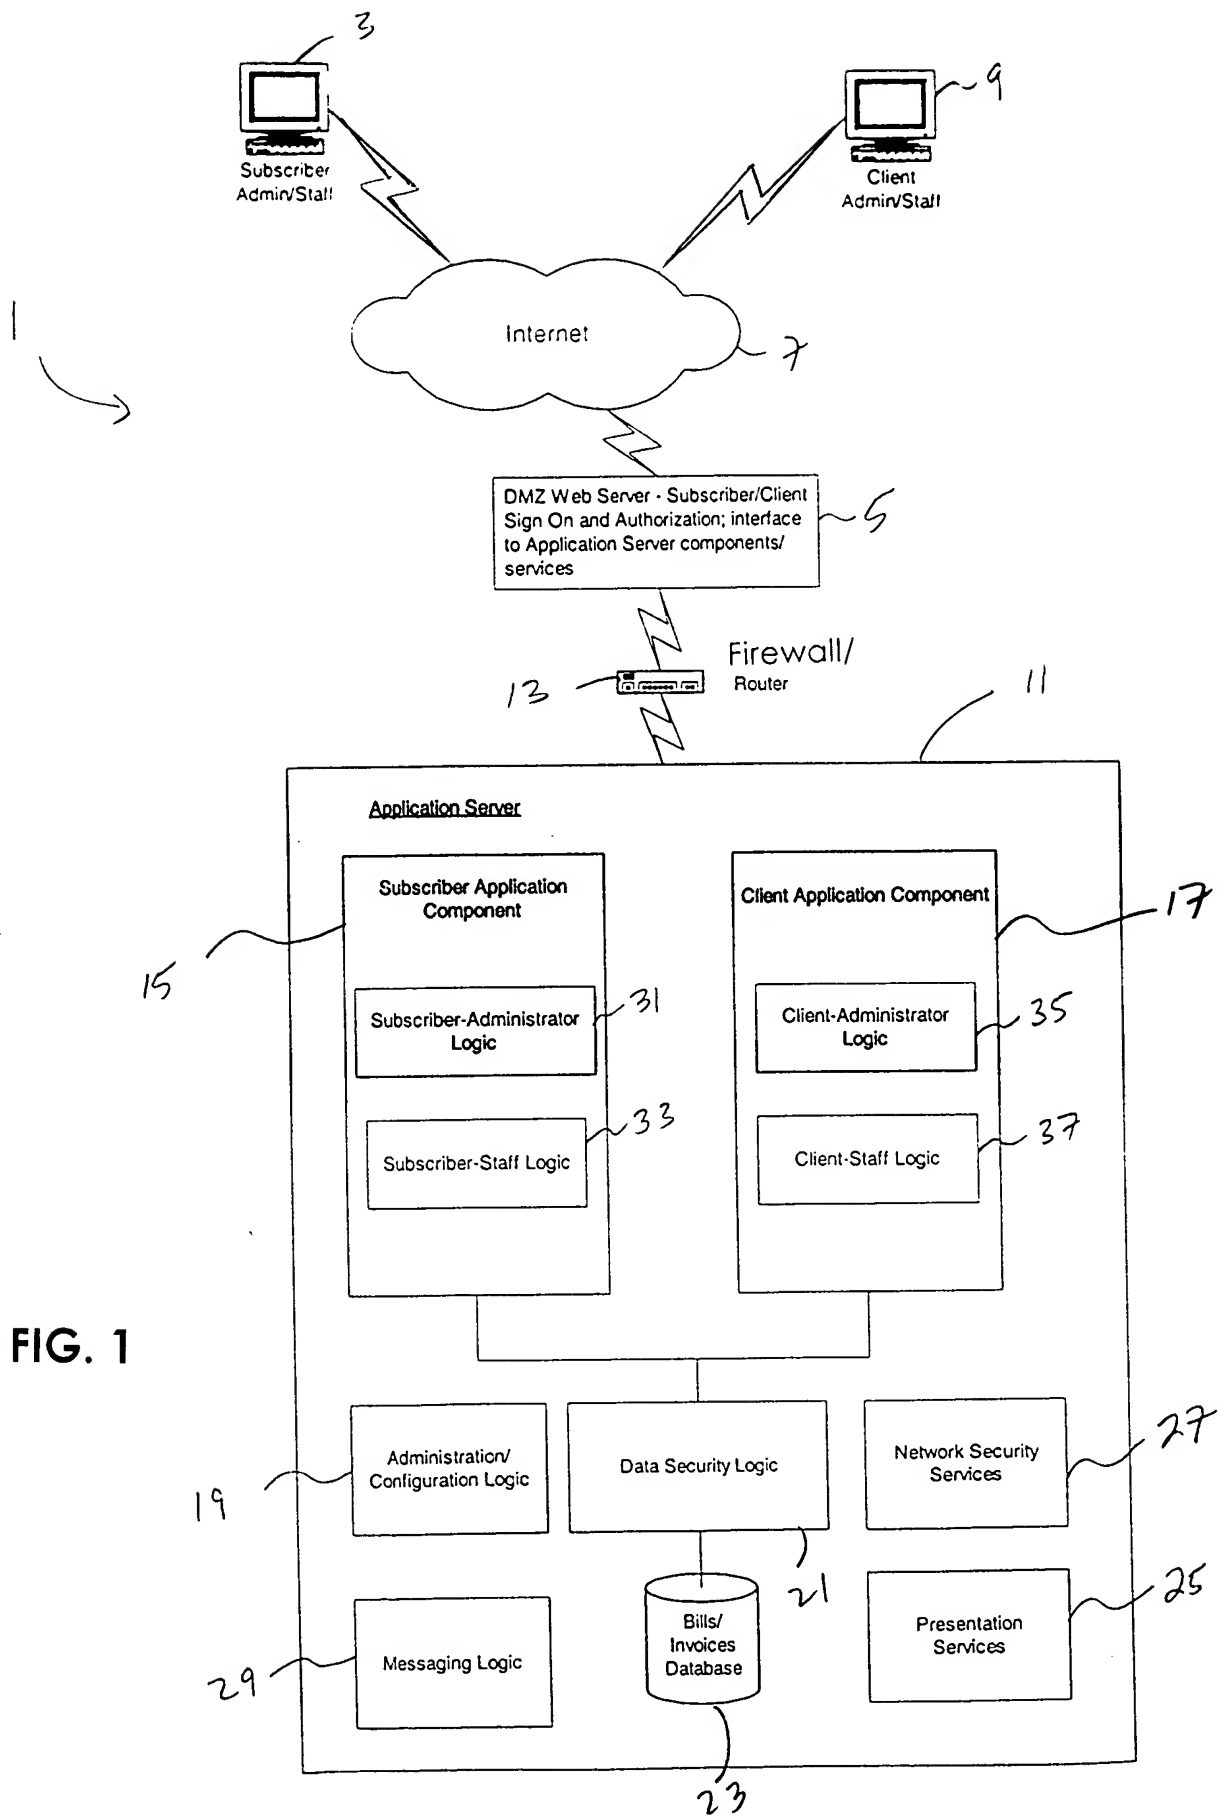 3
9
Subscriber
Admin/Staff
Client
Admin/Staff
1
Internet
7
DMZ Web Server - Subscriber/Client
Sign On and Authorization; interface
to Application Server components/
services
5
Firewall/
Router
13
11
Application Server
Subscriber Application
Component
Client Application Component
17
15
Subscriber-Administrator
Logic
31
Client-Administrator
Logic
35
Subscriber-Staff Logic
33
Client-Staff Logic
37
FIG. 1
Administration/
Configuration Logic
19
Data Security Logic
21
Network Security
Services
27
Messaging Logic
29
Bills/
Invoices
Database
23
Presentation
Services
25